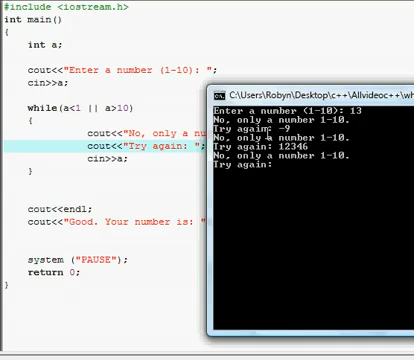 #include <iostream.h>
int main()
{
int a;
cout<<"Enter a number (1-10): ";
cin>>a;
while(a<1 || a>10)
{
cout<<"No, only a nu
cout<<"Try again: ";
cin>>a;
}
cout<<endl;
cout<<"Good. Your number is: "
system ("PAUSE");
return 0;
}
C:\Users\Robyn\Desktop\c++\Allvideoc++\wh
Enter a number (1-10): 13
No, only a number 1-10.
Try again: -9
No, only a number 1-10.
Try again: 12346
No, only a number 1-10.
Try again: